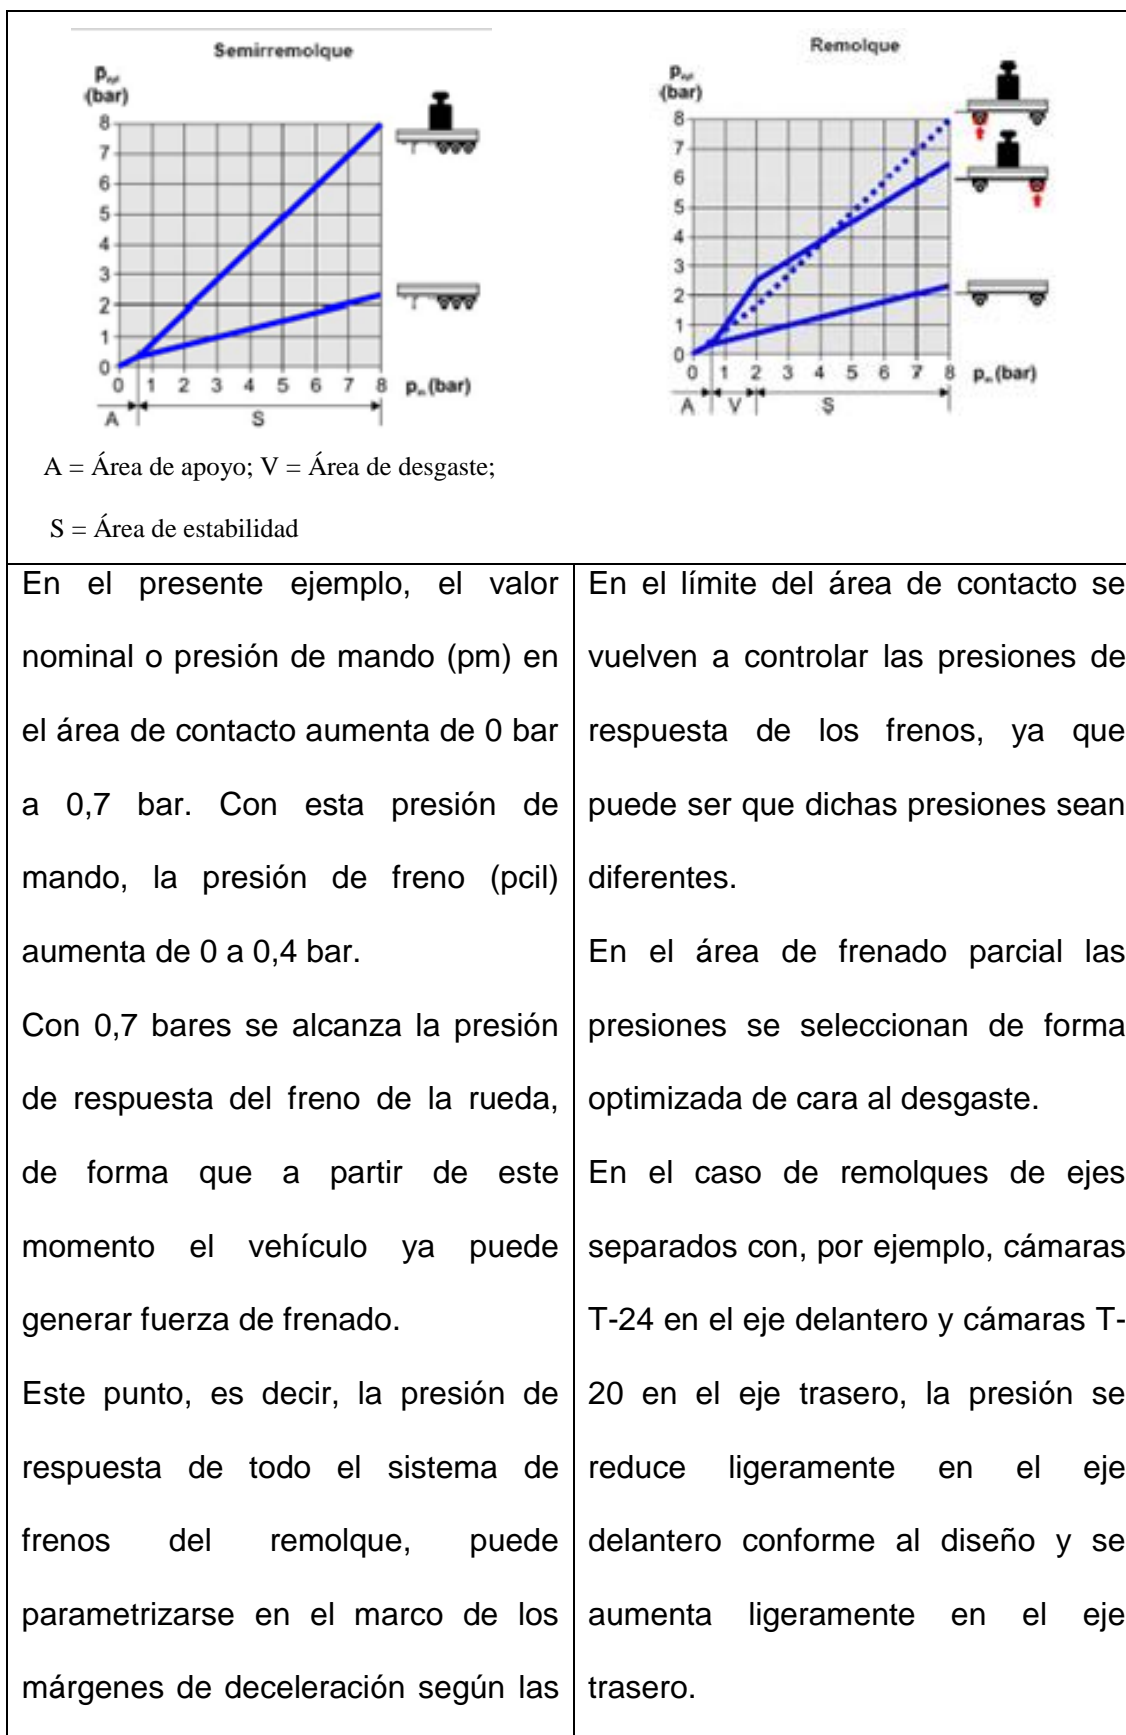 Semirremolque
(bar)
8
7
6
5
4
3
2
1
0
0 1 2 3 4 5 6 7 8
(bar)
A S
Remolque
(bar)
8
7
6
5
4
3
2
1
0
0 1 2 3 4 5 6 7 8
(bar)
A V S
A = Área de apoyo; V = Área de desgaste;
S = Área de estabilidad
En el presente ejemplo, el valor
nominal o presión de mando (pm) en
el área de contacto aumenta de 0 bar
a 0,7 bar. Con esta presión de
mando, la presión de freno (pcil)
aumenta de 0 a 0,4 bar.
Con 0,7 bares se alcanza la presión
de respuesta del freno de la rueda,
de forma que a partir de este
momento el vehículo ya puede
generar fuerza de frenado.
Este punto, es decir, la presión de
respuesta de todo el sistema de
frenos del remolque, puede
parametrizarse en el marco de los
márgenes de deceleración según las
En el límite del área de contacto se
vuelven a controlar las presiones de
respuesta de los frenos, ya que
puede ser que dichas presiones sean
diferentes.
En el área de frenado parcial las
presiones se seleccionan de forma
optimizada de cara al desgaste.
En el caso de remolques de ejes
separados con, por ejemplo, cámaras
T-24 en el eje delantero y cámaras T-
20 en el eje trasero, la presión se
reduce ligeramente en el eje
delantero conforme al diseño y se
aumenta ligeramente en el eje
trasero.